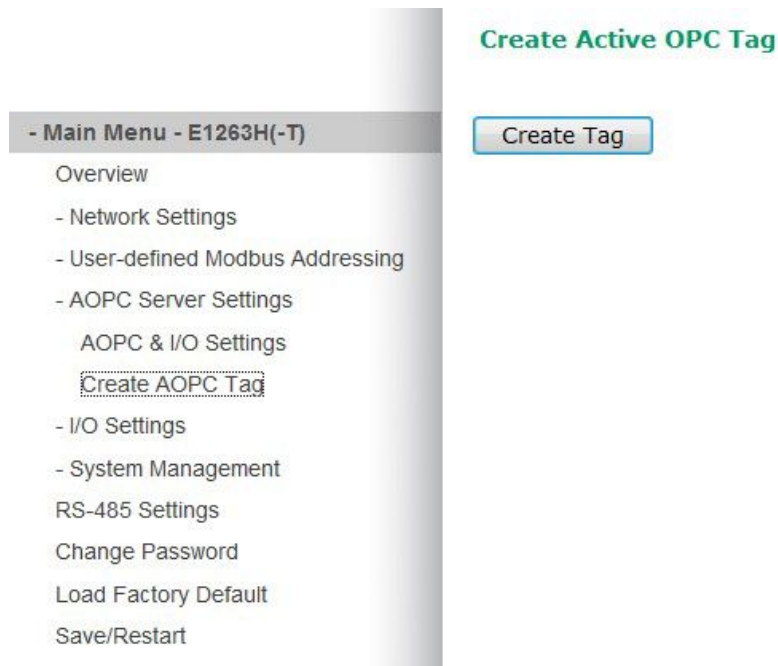 Create Active OPC Tag
- Main Menu - E1263H(-T)
Create Tag
Overview
- Network Settings
- User-defined Modbus Addressing
- AOPC Server Settings
AOPC & I/O Settings
Create AOPC Tag
- I/O Settings
- System Management
RS-485 Settings
Change Password
Load Factory Default
Save/Restart